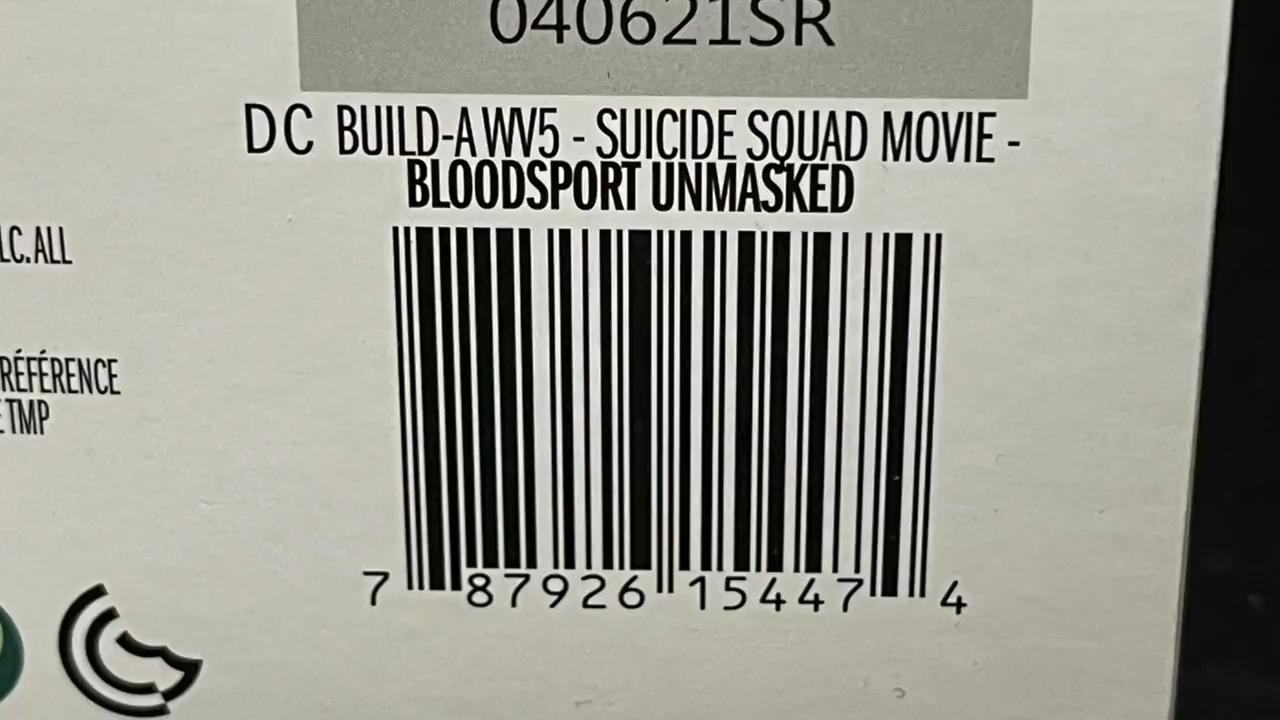 040621SR
DC BUILD-A WV5 - SUICIDE SQUAD MOVIE -
BLOODSPORT UNMASKED
LC. ALL
RÉFÉRENCE
E TMP
7 87926 15447 4